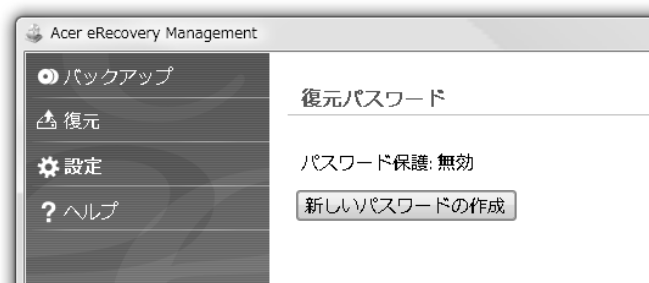 Acer eRecovery Management
バックアップ
復元
設定
? ヘルプ
復元パスワード
パスワード保護: 無効
新しいパスワードの作成